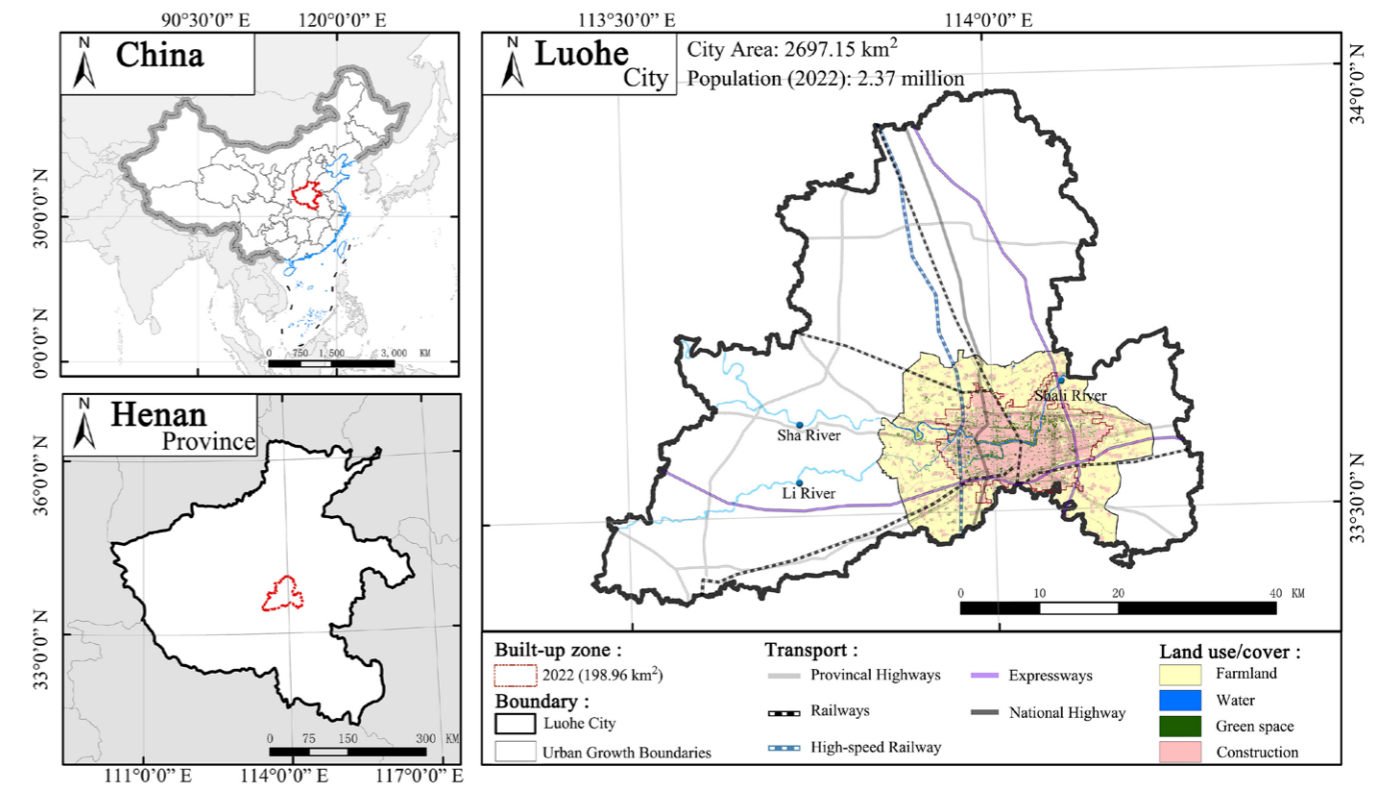 90°30'0'' E
120°0'0'' E
N
China
30°0'0'' N
0°0'0'' N
0 750 1,500 3,000 KM
N
Henan
Province
36°0'0'' N
33°0'0'' N
0 75 150 300 KM
111°0'0'' E
114°0'0'' E
117°0'0'' E
113°30'0'' E
114°0'0'' E
N
Luohe
City
City Area: 2697.15 km²
Population (2022): 2.37 million
34°0'0'' N
33°30'0'' N
Shali River
Sha River
Li River
0 10 20 40 KM
Built-up zone :
2022 (198.96 km²)
Boundary :
Luohe City
Urban Growth Boundaries
Transport :
Provincal Highways
Railways
High-speed Railway
Expressways
National Highway
Land use/cover :
Farmland
Water
Green space
Construction